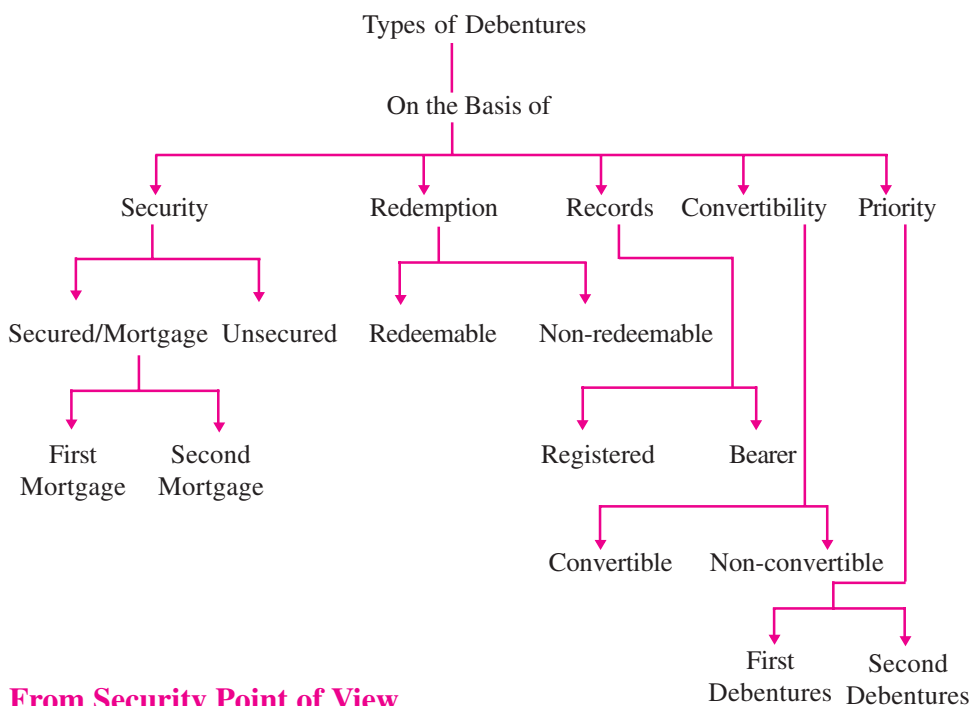 Types of Debentures
On the Basis of
Security Redemption Records Convertibility Priority
Secured/Mortgage Unsecured Redeemable Non-redeemable
First Second Registered Bearer
Mortgage Mortgage
Convertible Non-convertible
First Second
Debentures Debentures
From Security Point of View